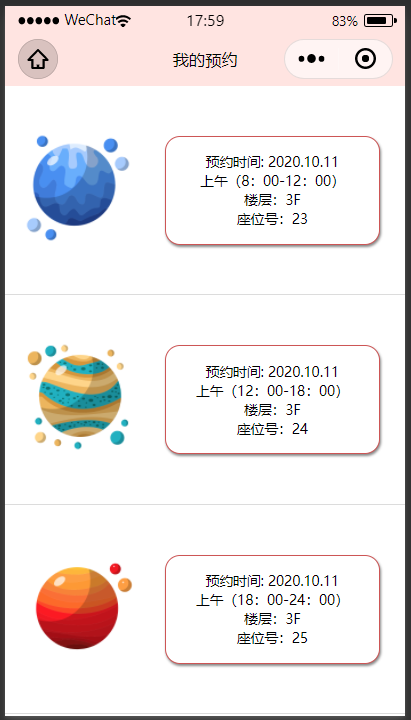 WeChat 17:59 83%
我的预约
预约时间: 2020.10.11
上午（8：00-12：00）
楼层：3F
座位号：23
预约时间: 2020.10.11
上午（12：00-18：00）
楼层：3F
座位号：24
预约时间: 2020.10.11
上午（18：00-24：00）
楼层：3F
座位号：25